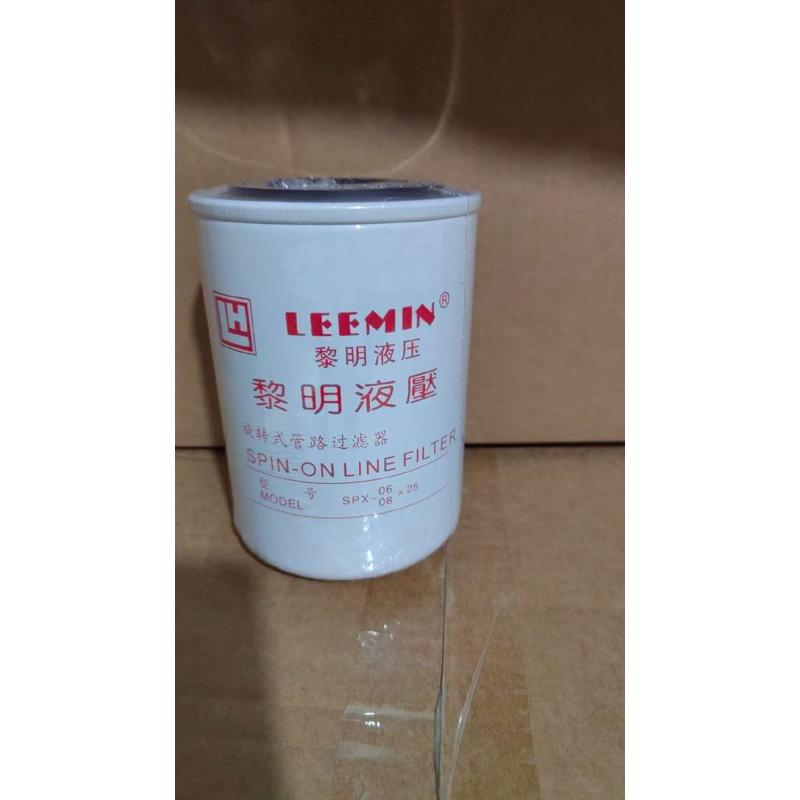 LH
LEEMIN®
黎明液压
黎明液壓
旋转式管路过滤器
SPIN-ON LINE FILTER
型 号
MODEL SPX-06 08 × 25